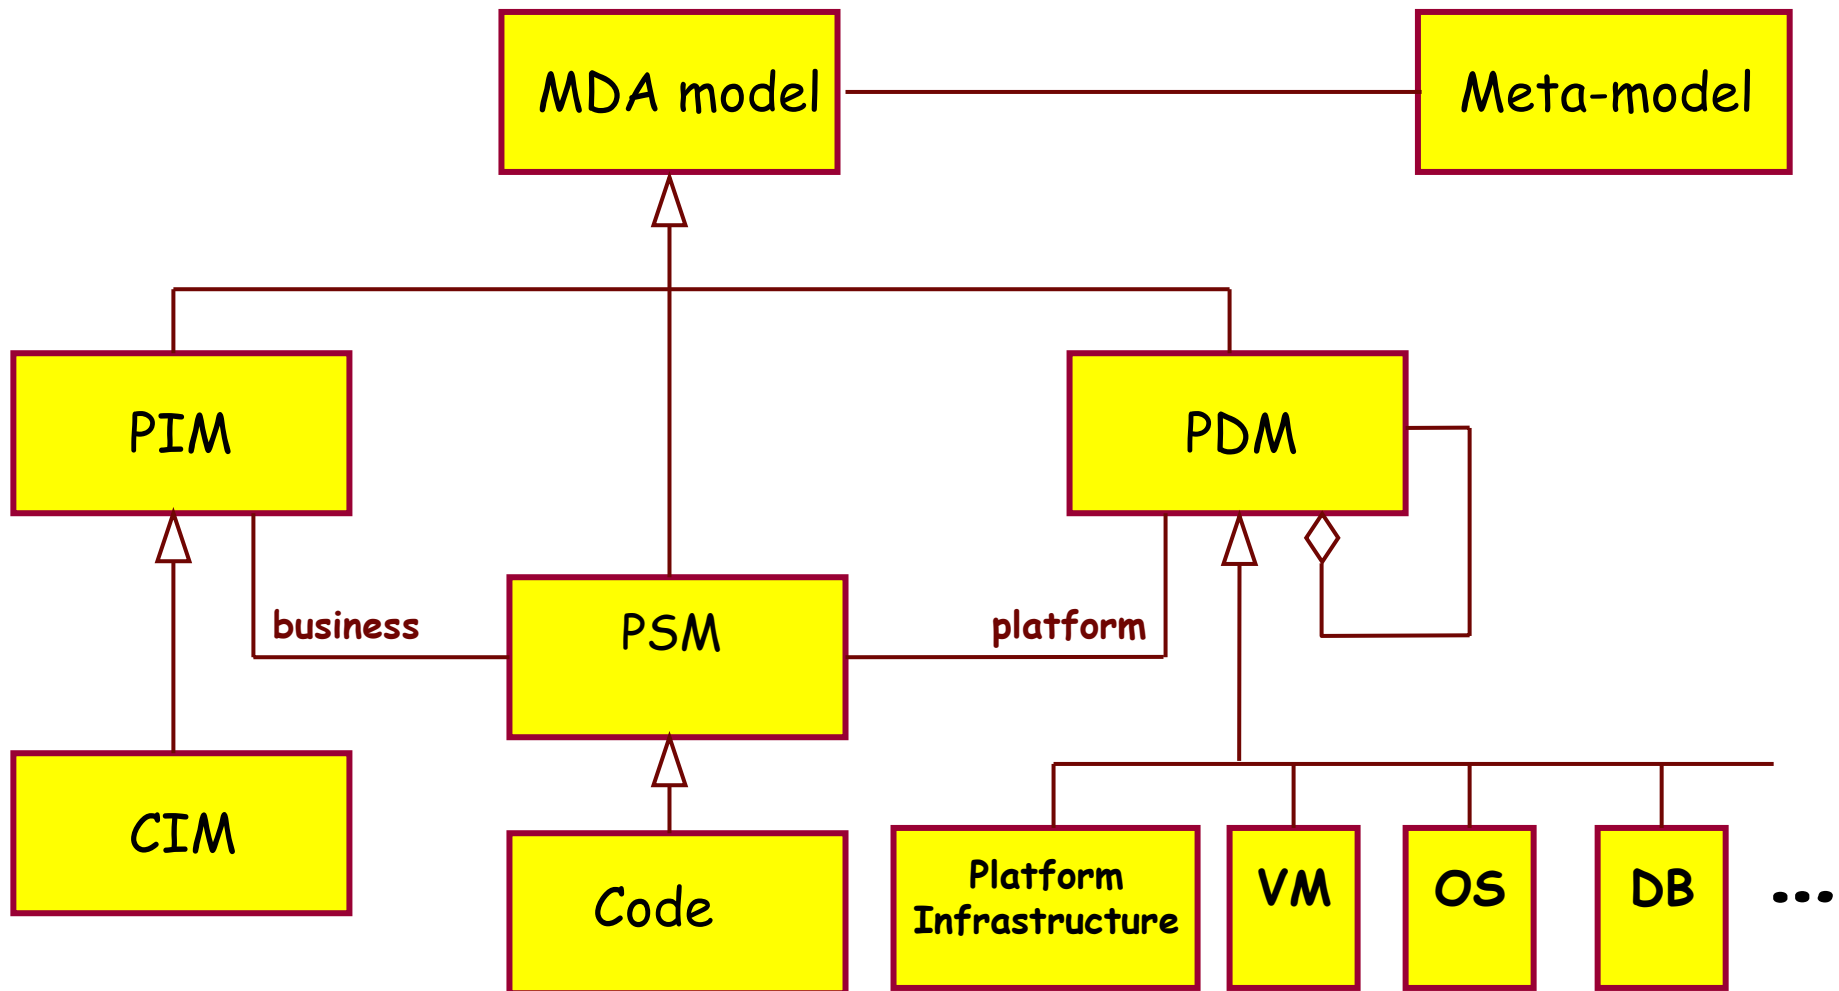 MDA model
Meta-model
PIM
PDM
business
PSM
platform
CIM
Code
Platform
Infrastructure
VM
OS
DB
...